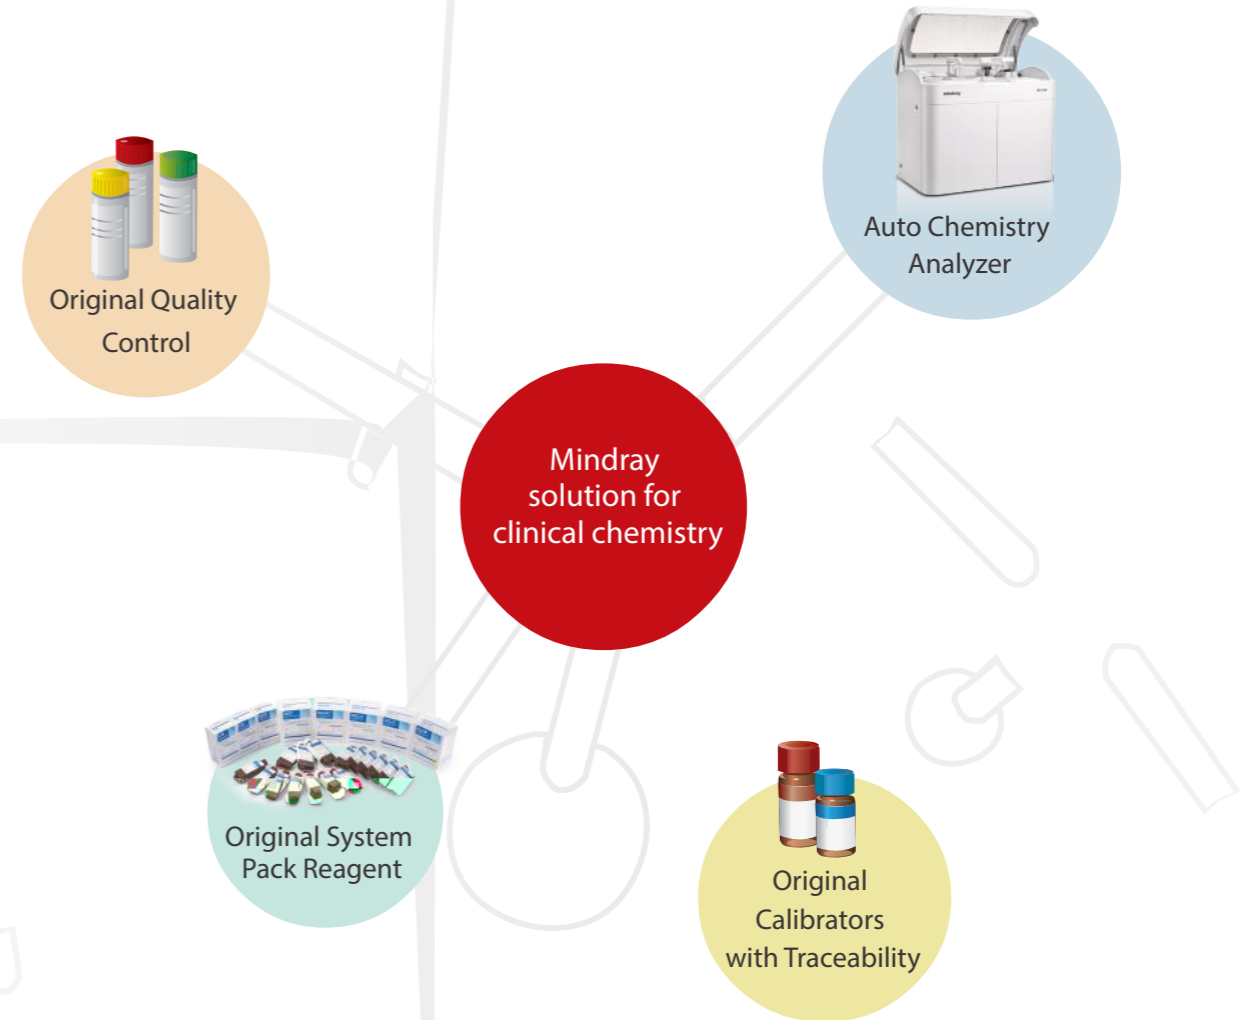 Auto Chemistry
Analyzer
Original Quality
Control
Mindray
solution for
clinical chemistry
Original System
Pack Reagent
Original
Calibrators
with Traceability